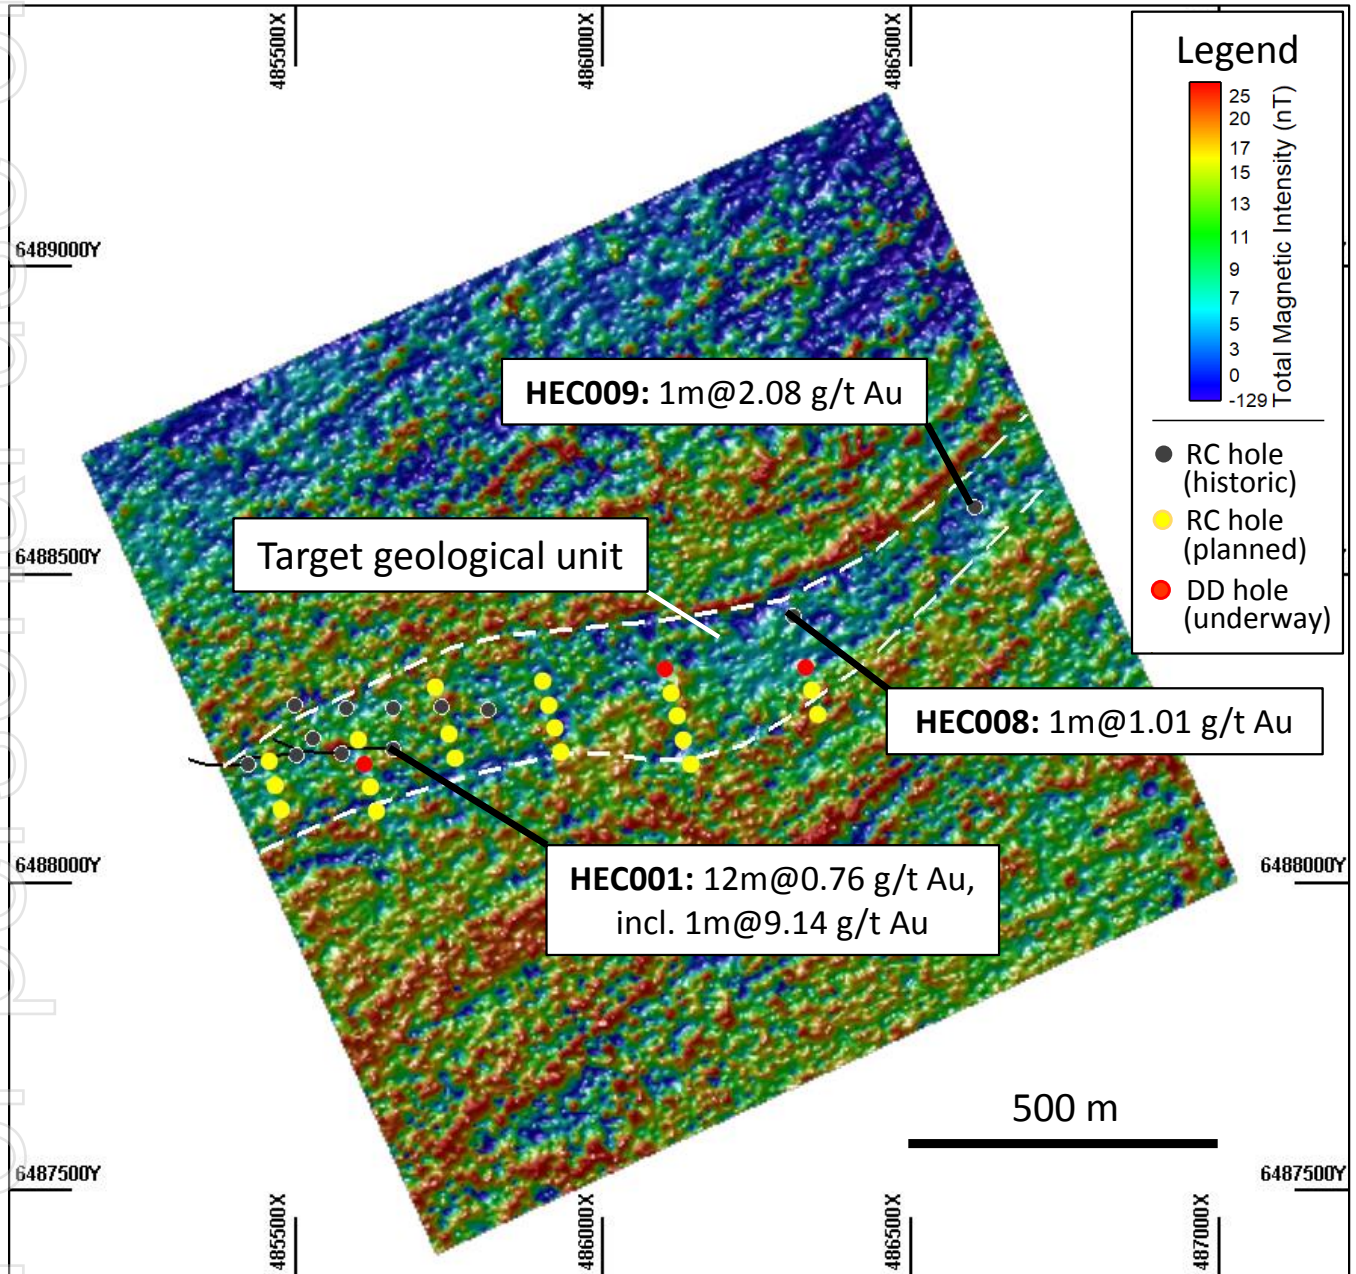 485500X
486000X
486500X
Legend
25
20
17
15
13
11
9
7
5
3
0
-129
Total Magnetic Intensity (nT)
RC hole
(historic)
RC hole
(planned)
DD hole
(underway)
6489000Y
HEC009: 1m@2.08 g/t Au
6488500Y
Target geological unit
HEC008: 1m@1.01 g/t Au
6488000Y
6488000Y
HEC001: 12m@0.76 g/t Au,
incl. 1m@9.14 g/t Au
500 m
6487500Y
6487500Y
485500X
486000X
486500X
487000X